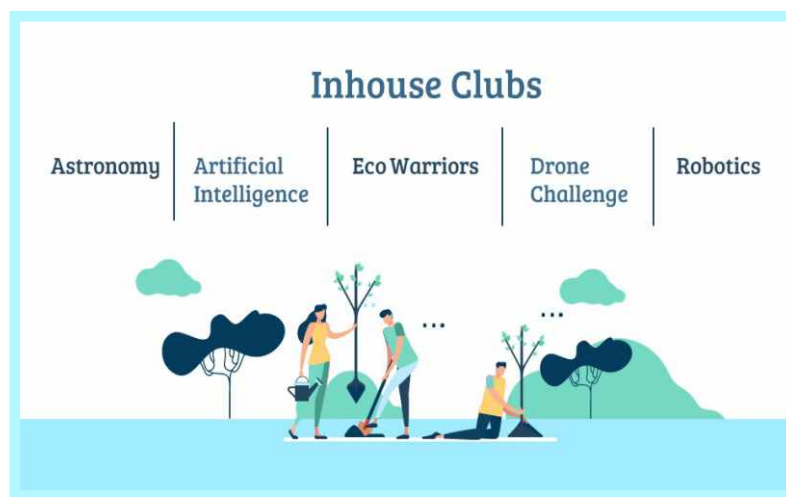 Inhouse Clubs
Astronomy
Artificial
Intelligence
Eco Warriors
Drone
Challenge
Robotics